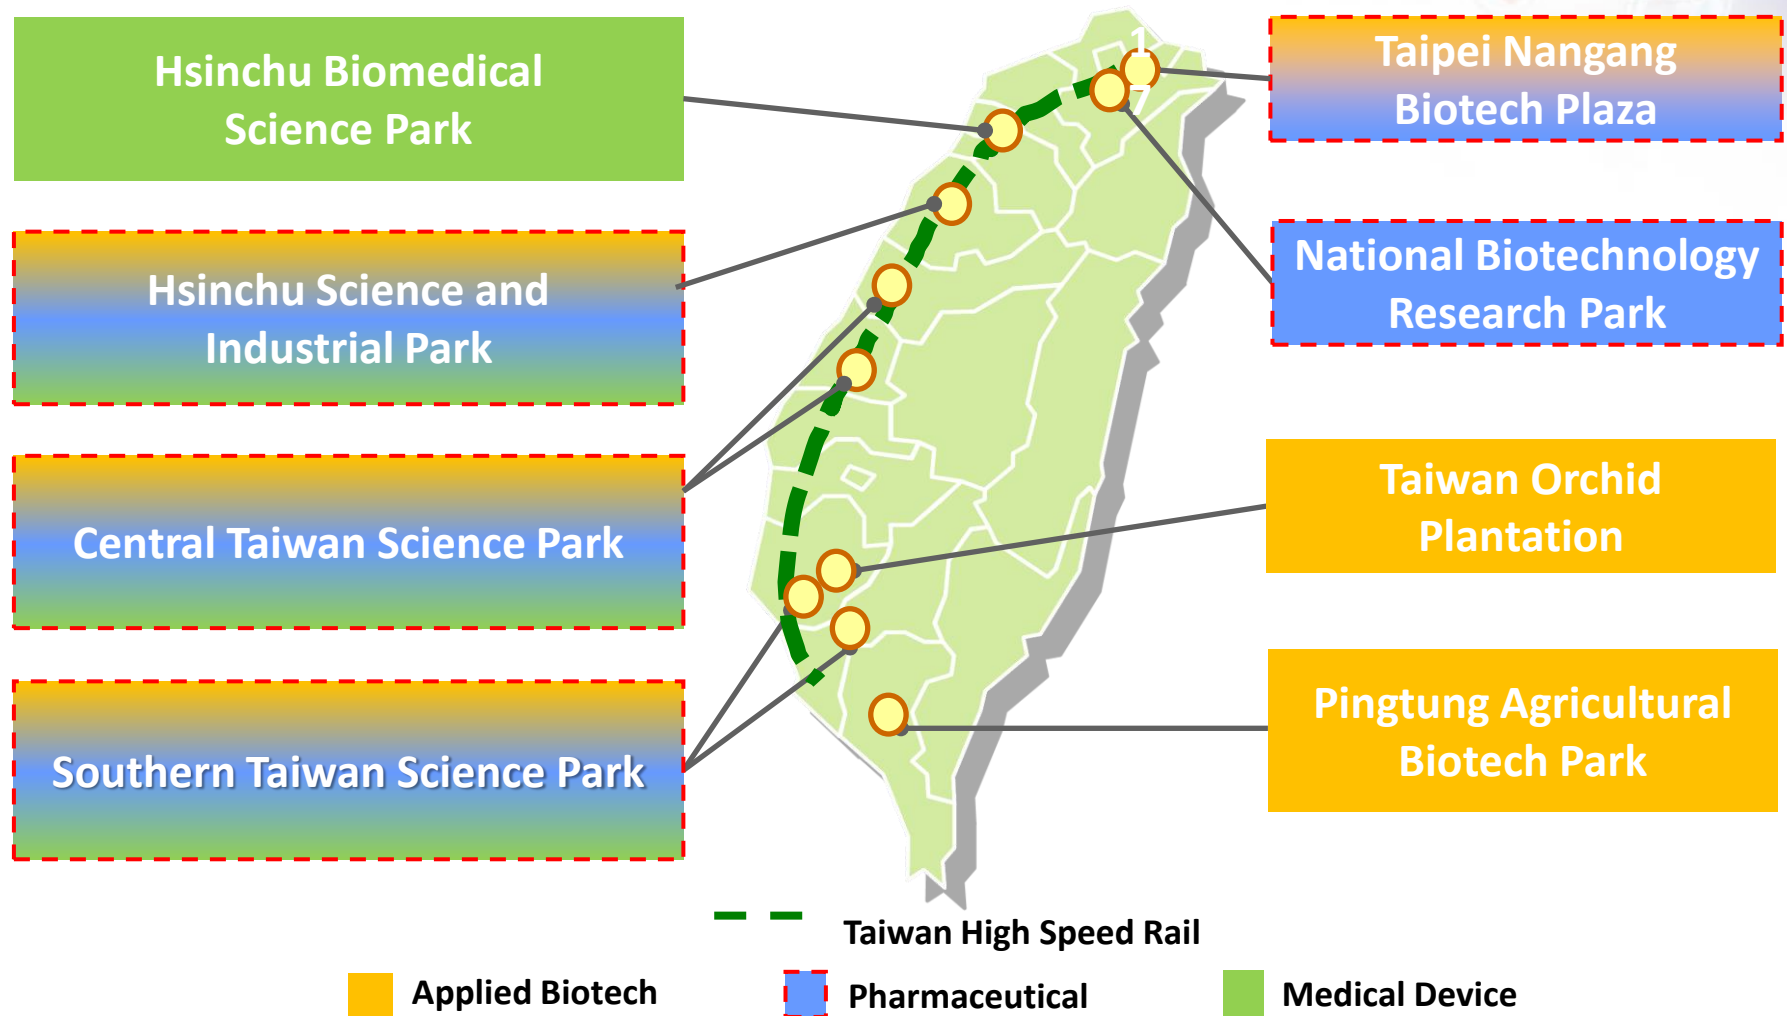 Hsinchu Biomedical
Science Park
Hsinchu Science and
Industrial Park
Central Taiwan Science Park
Southern Taiwan Science Park
1
7
Taipei Nangang
Biotech Plaza
National Biotechnology
Research Park
Taiwan Orchid
Plantation
Pingtung Agricultural
Biotech Park
Taiwan High Speed Rail
Applied Biotech
Pharmaceutical
Medical Device